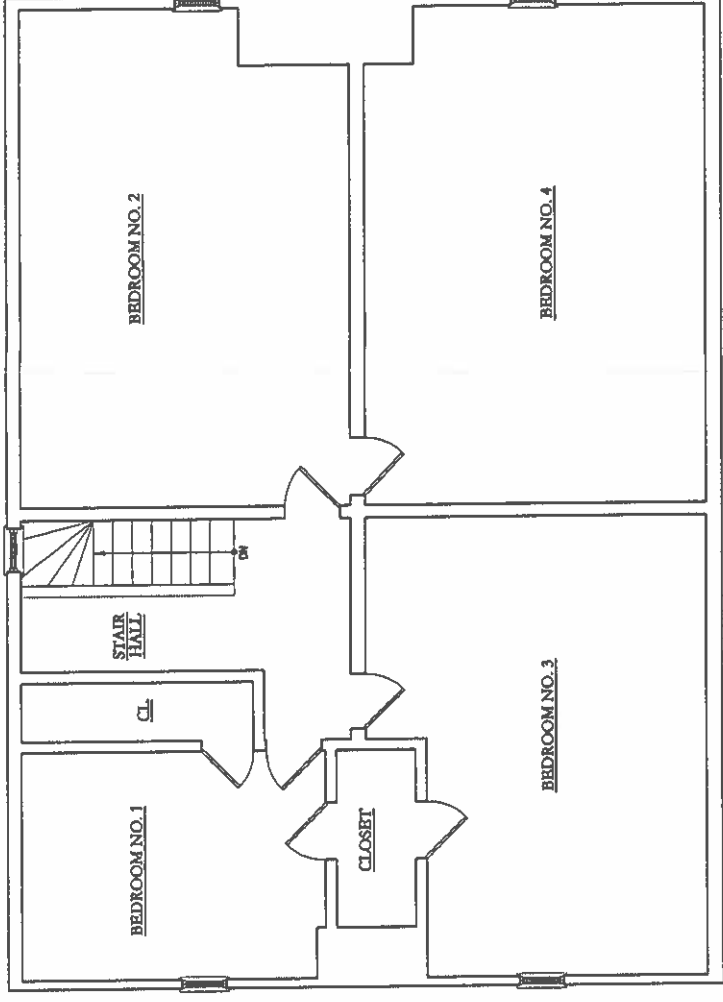 BEDROOM NO. 2
BEDROOM NO. 4
STAIR
HALL
DN
CL.
BEDROOM NO. 1
CLOSET
BEDROOM NO. 3